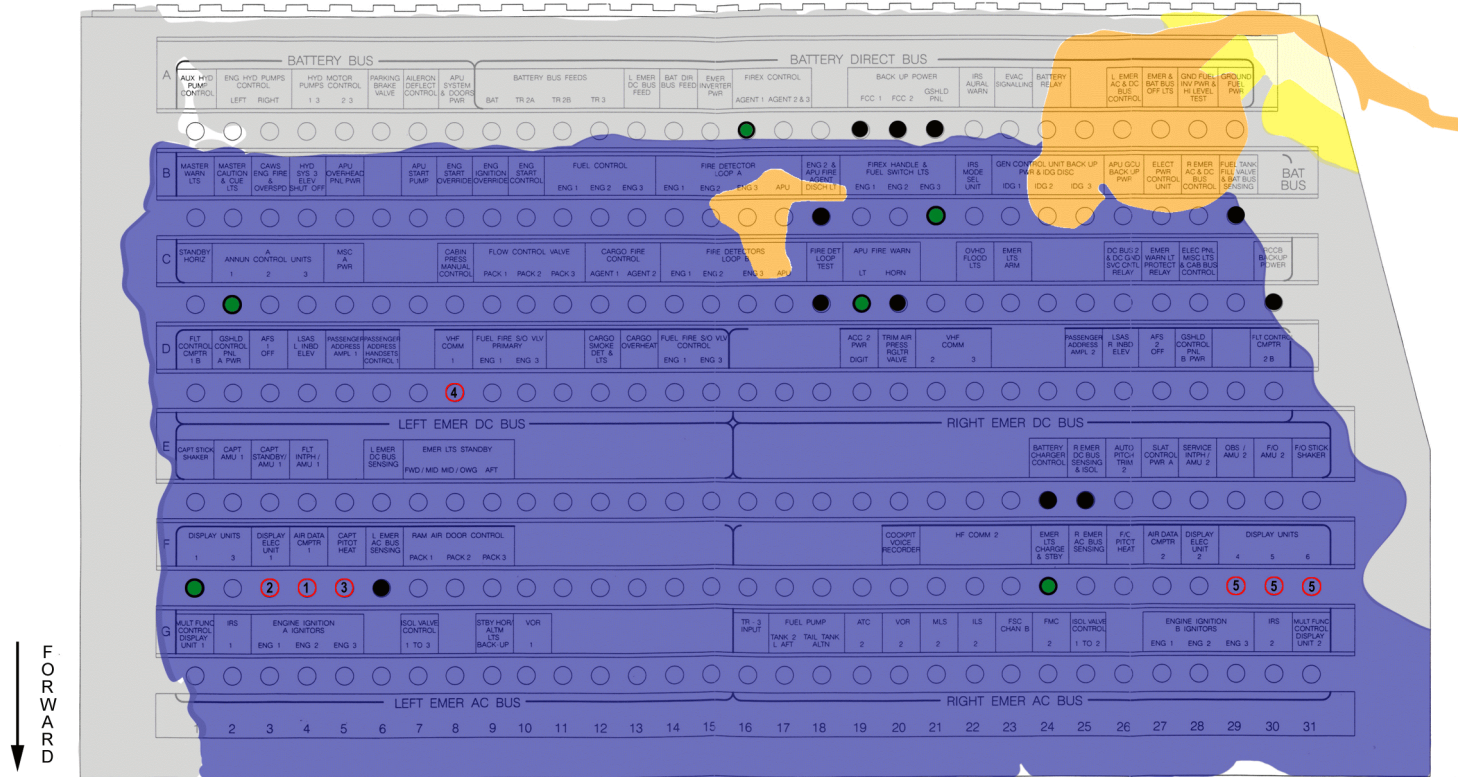 BATTERY BUS
BATTERY DIRECT BUS
A
AUX HYD PUMP CONTROL
ENG HYD PUMPS CONTROL LEFT RIGHT
HYD MOTOR PUMPS CONTROL 1 3 2 3
PARKING BRAKE VALVE
AILERON DEFLECT CONTROL
APU SYSTEM & DOORS PWR
BATTERY BUS FEEDS BAT TR 2A TR 2B TR 3
L EMER DC BUS FEED
BAT DIR BUS FEED
EMER INVERTER PWR
FIREX CONTROL AGENT 1 AGENT 2 & 3
BACK UP POWER FCC 1 FCC 2 GSHLD PNL
IRS AURAL WARN
EVAC SIGNALLING
BATTERY RELAY
L EMER AC & DC BUS CONTROL
EMER & BAT BUS OFF LTS
GND FUEL INV PWR & HI LEVEL TEST
GROUND FUEL PWR
B
MASTER WARN LTS
MASTER CAUTION & CUE LTS
CAWS ENG FIRE & OVERSPD
HYD SYS 3 ELEV SHUT OFF
APU OVERHEAD PNL PWR
APU START PUMP
ENG START OVERRIDE
ENG IGNITION OVERRIDE
ENG START CONTROL
FUEL CONTROL ENG 1 ENG 2 ENG 3
FIRE DETECTOR LOOP A ENG 1 ENG 2 ENG 3 APU
ENG 2 & APU FIRE AGENT DISCH LT
FIREX HANDLE & FUEL SWITCH LTS ENG 1 ENG 2 ENG 3
IRS MODE SEL UNIT
GEN CONTROL UNIT BACK UP PWR & IDG DISC IDG 1 IDG 2 IDG 3
APU GCU BACK UP PWR
ELECT PWR CONTROL UNIT
R EMER AC & DC BUS CONTROL
FUEL TANK FILL VALVE & BAT BUS SENSING
BAT BUS
C
STANDBY HORIZ
A ANNUN CONTROL UNITS 1 2 3
MSC A PWR
CABIN PRESS MANUAL CONTROL
FLOW CONTROL VALVE PACK 1 PACK 2 PACK 3
CARGO FIRE CONTROL AGENT 1 AGENT 2
FIRE DETECTORS LOOP B ENG 1 ENG 2 ENG 3 APU
FIRE DET LOOP TEST
APU FIRE WARN LT HORN
OVHD FLOOD LTS
EMER LTS ARM
DC BUS 2 & DC GND SVC CNTL RELAY
EMER WARN LT PROTECT RELAY
ELEC PNL MISC LTS & CAB BUS CONTROL
RCCB BACKUP POWER
D
FLT CONTROL CMPTR 1 B
GSHLD CONTROL PNL A PWR
AFS 1 OFF
LSAS L INBD ELEV
PASSENGER ADDRESS AMPL 1
PASSENGER ADDRESS HANDSETS CONTROL 1
VHF COMM 1
FUEL FIRE S/O VLV PRIMARY ENG 1 ENG 3
CARGO SMOKE DET & LTS
CARGO OVERHEAT
FUEL FIRE S/O VLV CONTROL ENG 1 ENG 3
ACC 2 PWR DIGIT
TRIM AIR PRESS RGLTR VALVE
VHF COMM 2 3
PASSENGER ADDRESS AMPL 2
LSAS R INBD ELEV
AFS 2 OFF
GSHLD CONTROL PNL B PWR
FLT CONTROL CMPTR 2 B
4
LEFT EMER DC BUS
RIGHT EMER DC BUS
E
CAPT STICK SHAKER
CAPT AMU 1
CAPT STANDBY/ AMU 1
FLT INTPH / AMU 1
L EMER DC BUS SENSING
EMER LTS STANDBY FWD / MID MID / OWG AFT
BATTERY CHARGER CONTROL
R EMER DC BUS SENSING & ISOL
AUTO PITCH TRIM 2
SLAT CONTROL PWR A
SERVICE INTPH / AMU 2
OBS / AMU 2
F/O AMU 2
F/O STICK SHAKER
F
DISPLAY UNITS 1 3
DISPLAY ELEC UNIT 1
AIR DATA CMPTR 1
CAPT PITOT HEAT
L EMER AC BUS SENSING
RAM AIR DOOR CONTROL PACK 1 PACK 2 PACK 3
COCKPIT VOICE RECORDER
HF COMM 2
EMER LTS CHARGE & STBY
R EMER AC BUS SENSING
F/C PITOT HEAT
AIR DATA CMPTR 2
DISPLAY ELEC UNIT 2
DISPLAY UNITS 4 5 6
2 1 3 5 5 5
G
MULT FUNC CONTROL DISPLAY UNIT 1
IRS 1
ENGINE IGNITION A IGNITORS ENG 1 ENG 2 ENG 3
ISOL VALVE CONTROL 1 TO 3
STBY HOR/ ALTM LTS BACK-UP
VOR 1
TR - 3 INPUT
FUEL PUMP TANK 2 L AFT TAIL TANK ALTN
ATC 2
VOR 2
MLS 2
ILS 2
FSC CHAN B
FMC 2
ISOL VALVE CONTROL 1 TO 2
ENGINE IGNITION B IGNITORS ENG 1 ENG 2 ENG 3
IRS 2
MULT FUNC CONTROL DISPLAY UNIT 2
LEFT EMER AC BUS
RIGHT EMER AC BUS
1 2 3 4 5 6 7 8 9 10 11 12 13 14 15 16 17 18 19 20 21 22 23 24 25 26 27 28 29 30 31
FORWARD